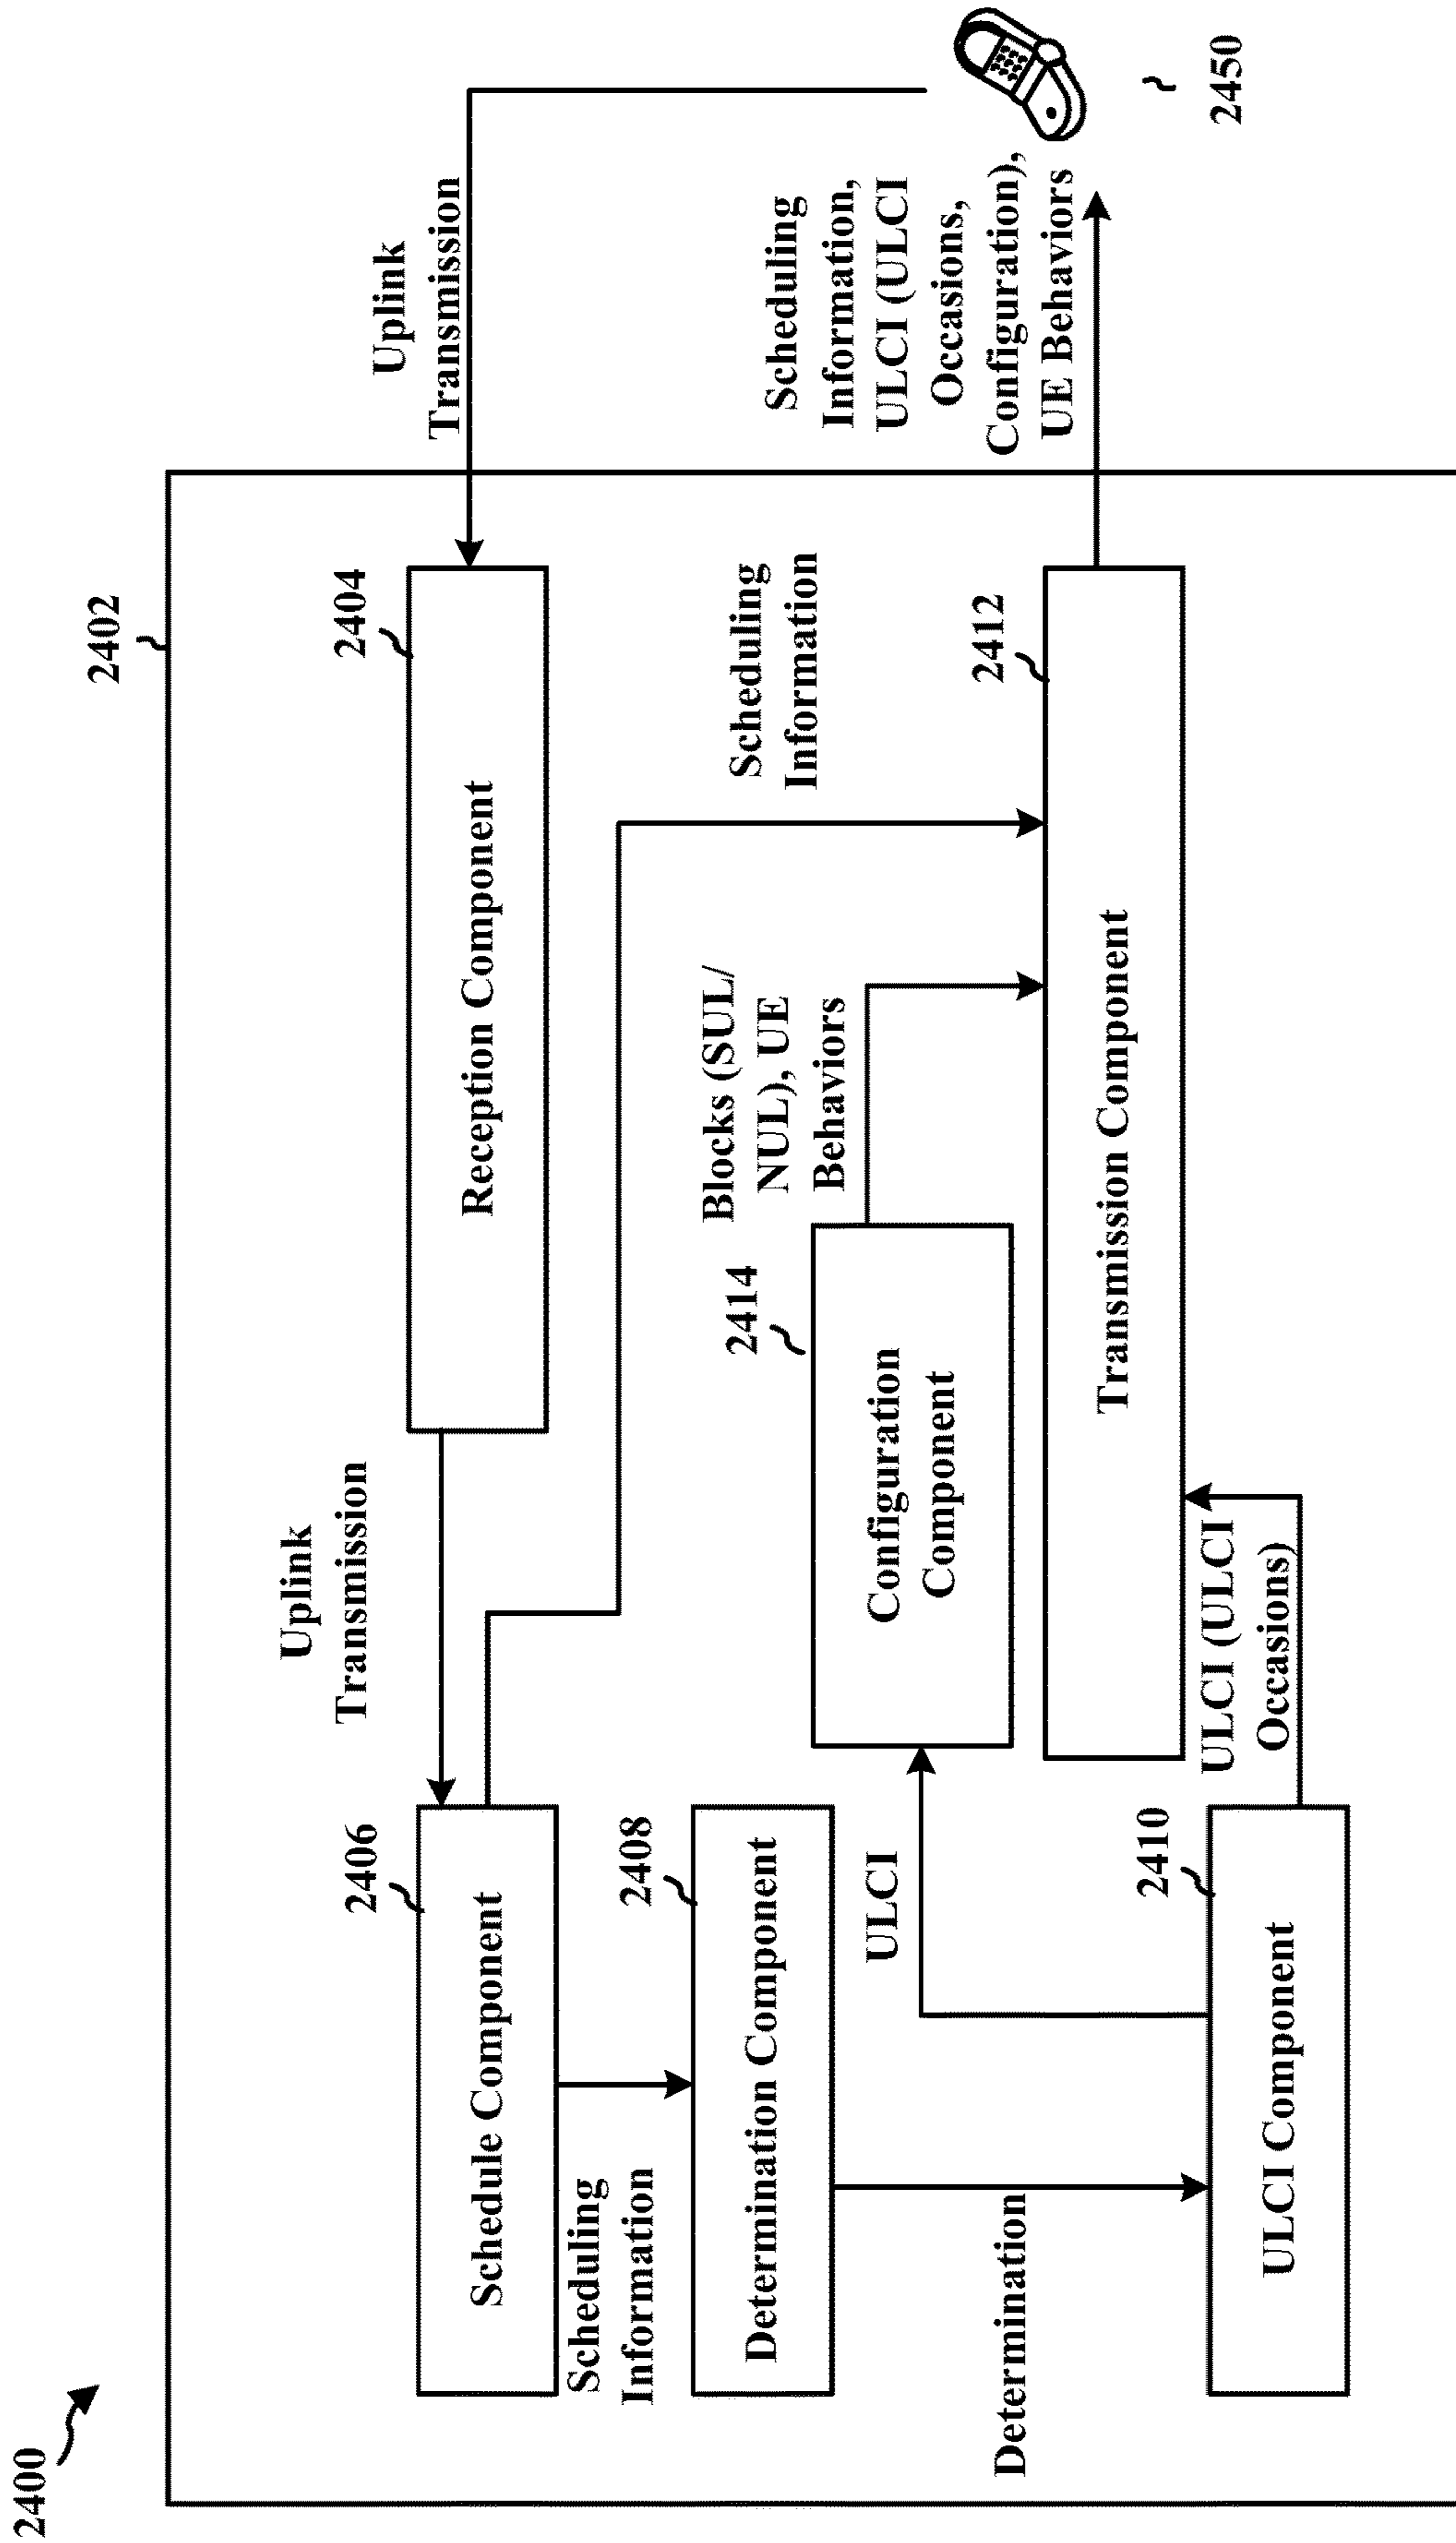 2400
2402
Uplink
Transmission
2404
Reception Component
Uplink
Transmission
2406
Schedule Component
Scheduling
Information
2408
Determination Component
Scheduling
Information
Blocks (SUL/
NUL), UE
Behaviors
2414
Configuration
Component
ULCI
Determination
2410
ULCI Component
ULCI (ULCI
Occasions)
2412
Transmission Component
Scheduling
Information,
ULCI (ULCI
Occasions,
Configuration),
UE Behaviors
2450